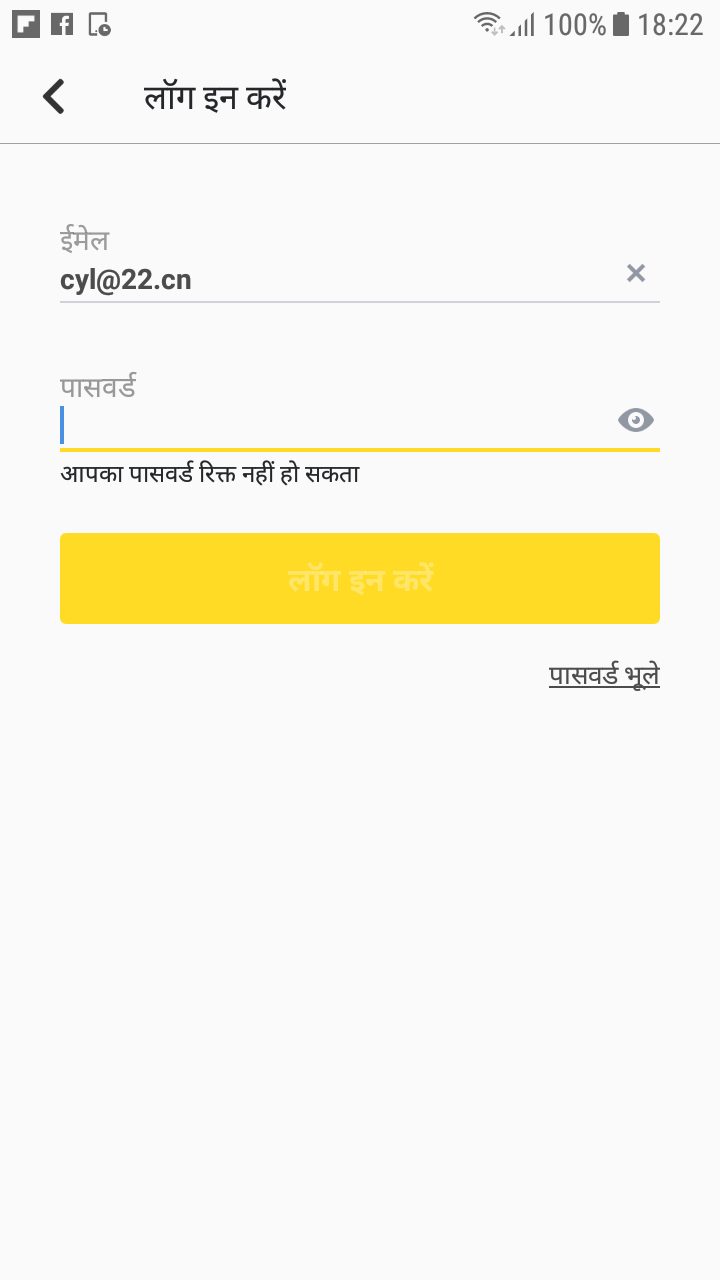 100% 18:22
लॉग इन करें
ईमेल
cyl@22.cn
पासवर्ड
आपका पासवर्ड रिक्त नहीं हो सकता
लॉग इन करें
पासवर्ड भूले